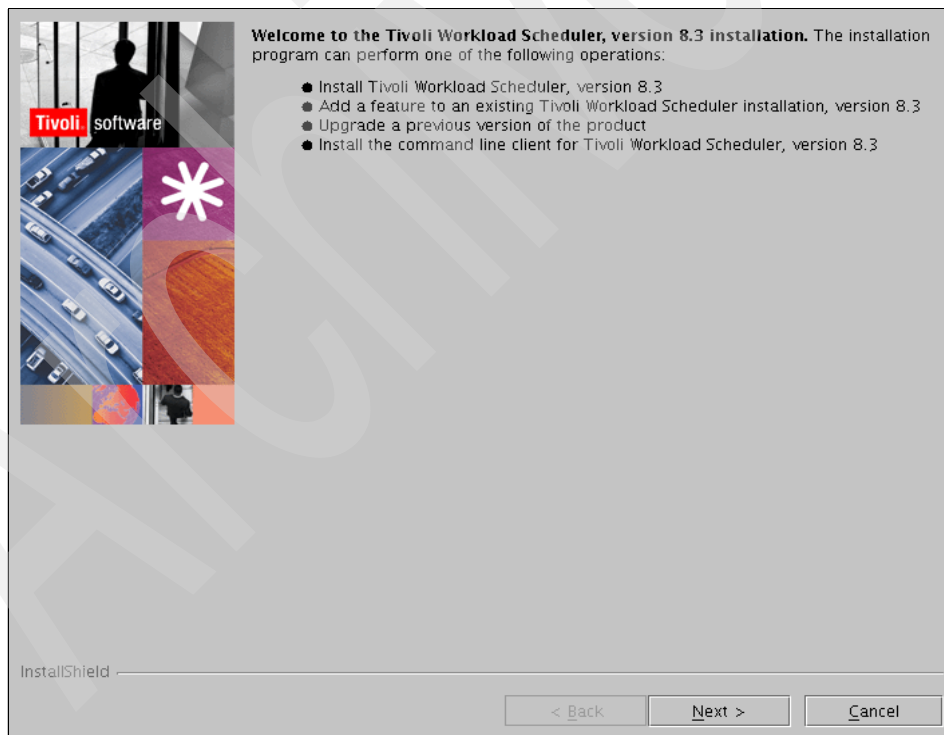 Welcome to the Tivoli Workload Scheduler, version 8.3 installation. The installation
program can perform one of the following operations:
● Install Tivoli Workload Scheduler, version 8.3
● Add a feature to an existing Tivoli Workload Scheduler installation, version 8.3
● Upgrade a previous version of the product
● Install the command line client for Tivoli Workload Scheduler, version 8.3
Tivoli. software
InstallShield
< Back
Next >
Cancel